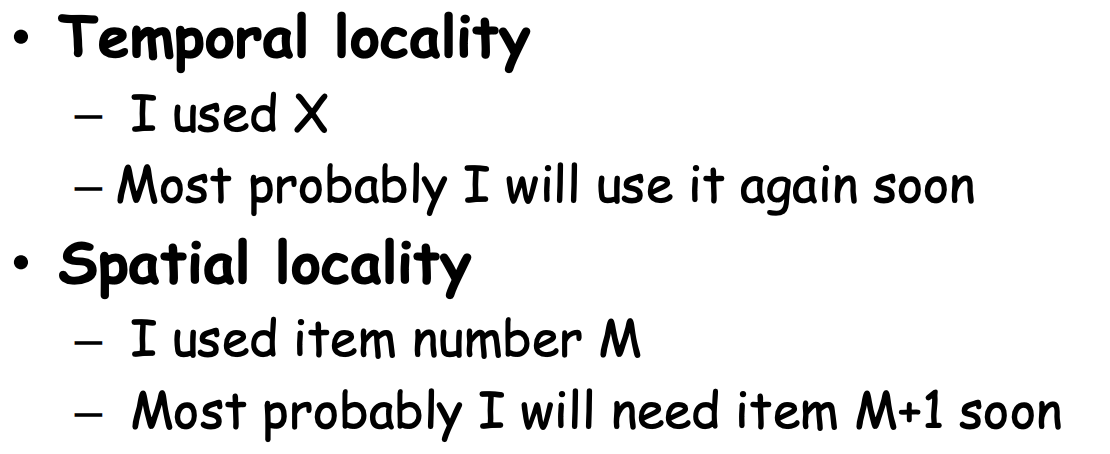 • Temporal locality
– I used X
– Most probably I will use it again soon
• Spatial locality
– I used item number M
– Most probably I will need item M+1 soon